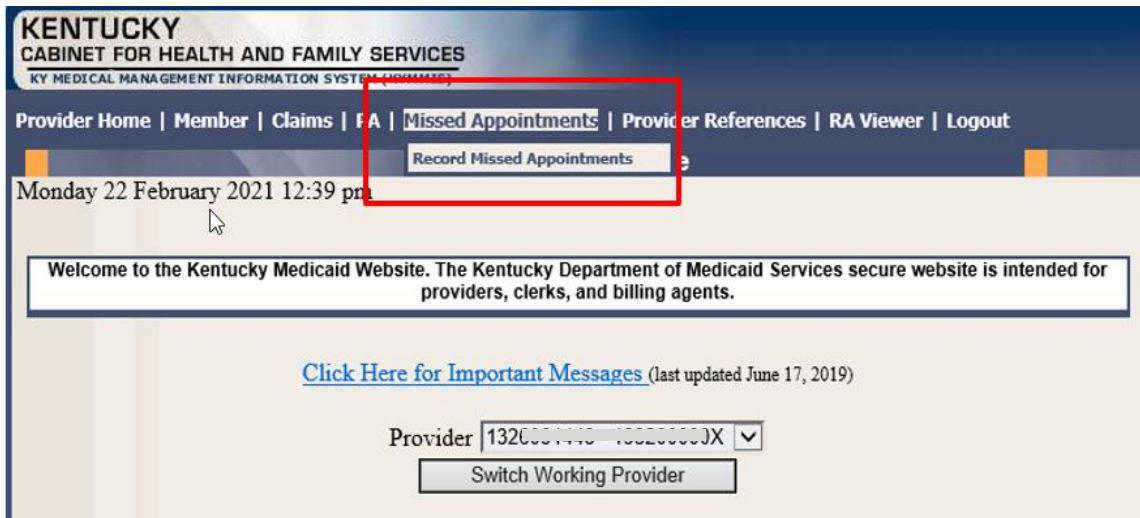 KENTUCKY
CABINET FOR HEALTH AND FAMILY SERVICES
KY MEDICAL MANAGEMENT INFORMATION SYSTEM (KYMMIS)
Provider Home | Member | Claims | PA | Missed Appointments | Provider References | RA Viewer | Logout
Record Missed Appointments
Monday 22 February 2021 12:39 pm
Welcome to the Kentucky Medicaid Website. The Kentucky Department of Medicaid Services secure website is intended for
providers, clerks, and billing agents.
Click Here for Important Messages (last updated June 17, 2019)
Provider
Switch Working Provider